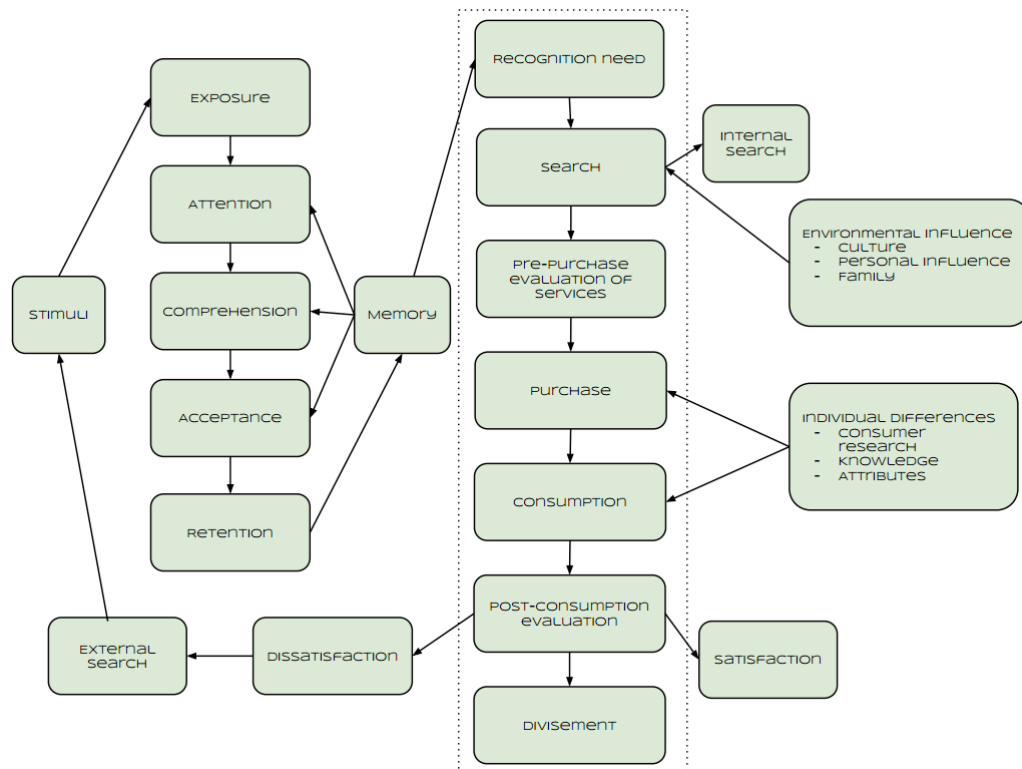 Stimuli
Exposure
Attention
Comprehension
Acceptance
Retention
Memory
Recognition need
Search
Pre-purchase
evaluation of
services
Purchase
Consumption
Post-consumption
evaluation
Divisement
Internal
search
Environmental influence
- Culture
- Personal influence
- Family
Individual differences
- Consumer
research
- Knowledge
- Attributes
Satisfaction
Dissatisfaction
External
search